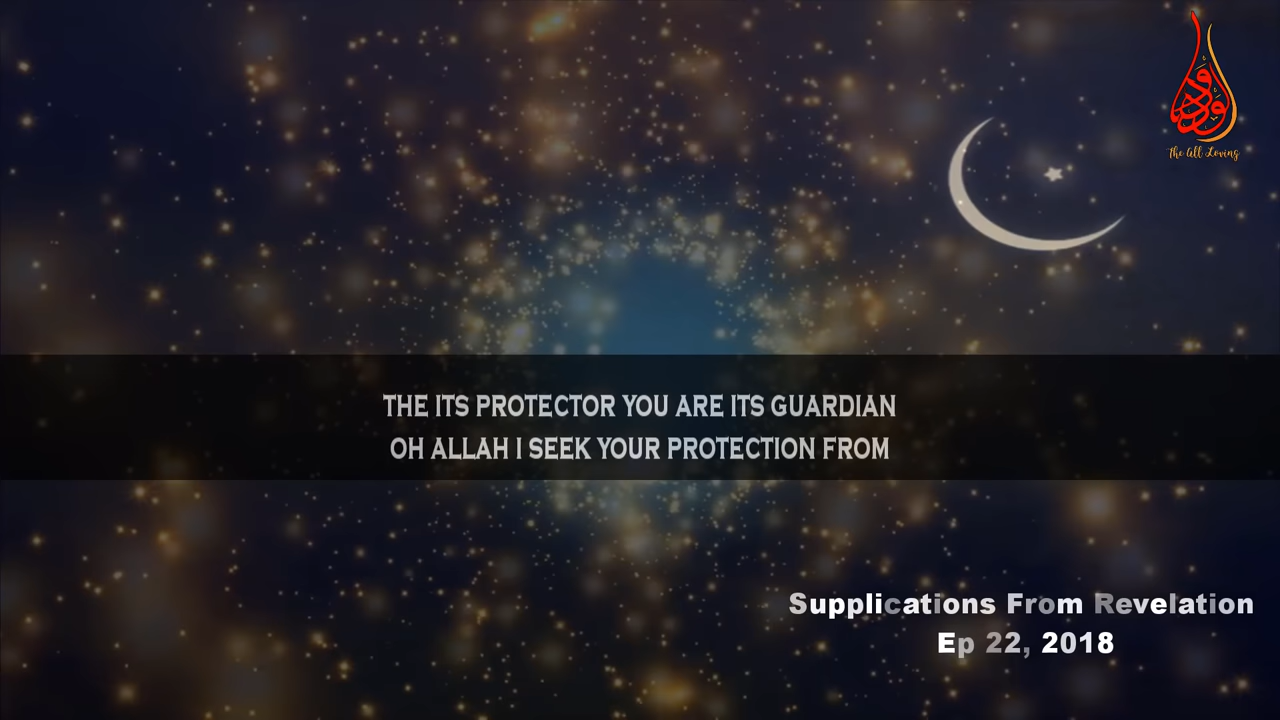 الودود
The All Loving
THE ITS PROTECTOR YOU ARE ITS GUARDIAN
OH ALLAH I SEEK YOUR PROTECTION FROM
Supplications From Revelation
Ep 22, 2018